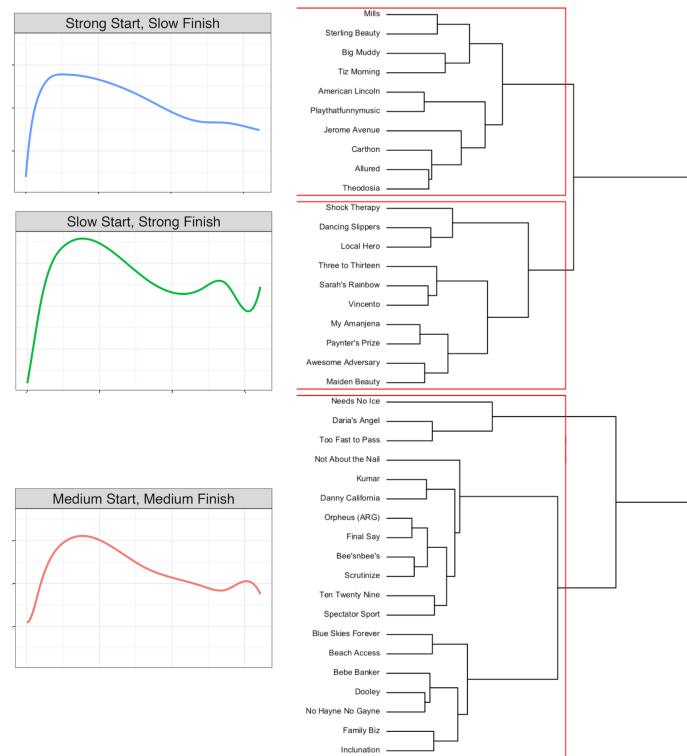 Strong Start, Slow Finish
Mills
Sterling Beauty
Big Muddy
Tiz Morning
American Lincoln
Playthatfunnymusic
Jerome Avenue
Carthon
Allured
Theodosia
Slow Start, Strong Finish
Shock Therapy
Dancing Slippers
Local Hero
Three to Thirteen
Sarah's Rainbow
Vincento
My Amanjena
Paynter's Prize
Awesome Adversary
Maiden Beauty
Medium Start, Medium Finish
Needs No Ice
Daria's Angel
Too Fast to Pass
Not About the Nail
Kumar
Danny California
Orpheus (ARG)
Final Say
Bee'snbee's
Scrutinize
Ten Twenty Nine
Spectator Sport
Blue Skies Forever
Beach Access
Bebe Banker
Dooley
No Hayne No Gayne
Family Biz
Inclunation